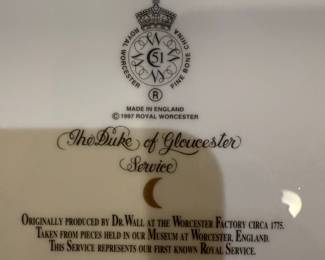 ROYAL WORCESTER FINE BONE CHINA
51
R
MADE IN ENGLAND
© 1997 ROYAL WORCESTER
The Duke of Gloucester
Service
ORIGINALLY PRODUCED BY DR. WALL AT THE WORCESTER FACTORY CIRCA 1775.
TAKEN FROM PIECES HELD IN OUR MUSEUM AT WORCESTER, ENGLAND.
THIS SERVICE REPRESENTS OUR FIRST KNOWN ROYAL SERVICE.